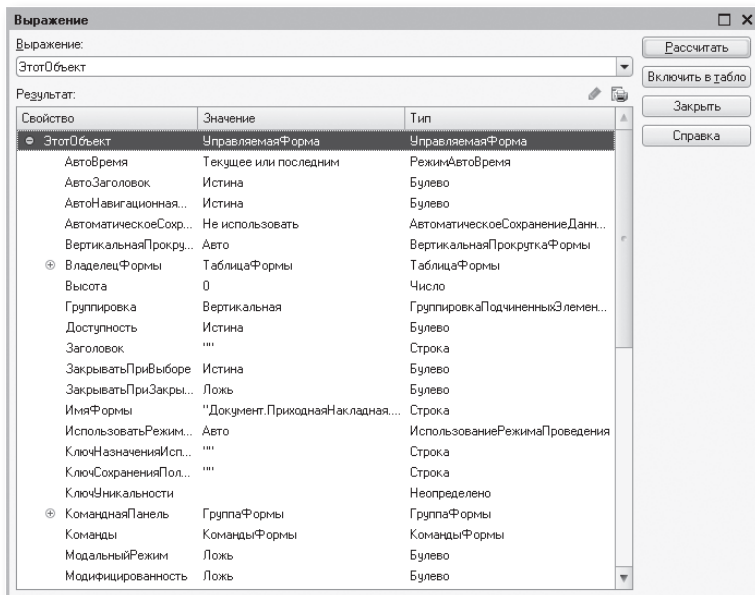 Выражение
Выражение:
ЭтотОбъект
Рассчитать
Включить в табло
Закрыть
Справка
Результат:
Свойство Значение Тип
ЭтотОбъект УправляемаяФорма УправляемаяФорма
АвтоВремя Текущее или последним РежимАвтоВремя
АвтоЗаголовок Истина Булево
АвтоНавигационная... Истина Булево
АвтоматическоеСохр... Не использовать АвтоматическоеСохранениеДанн...
ВертикальнаяПрокру... Авто ВертикальнаяПрокруткаФормы
ВладелецФормы ТаблицаФормы ТаблицаФормы
Высота 0 Число
Группировка Вертикальная ГруппировкаПодчиненныхЭлемен...
Доступность Истина Булево
Заголовок "" Строка
ЗакрыватьПриВыборе Истина Булево
ЗакрыватьПриЗакры... Ложь Булево
ИмяФормы "Документ.ПриходнаяНакладная.... Строка
ИспользоватьРежим... Авто ИспользованиеРежимаПроведения
КлючНазначенияИсп... "" Строка
КлючСохраненияПол... "" Строка
КлючУникальности Неопределено
КоманднаяПанель ГруппаФормы ГруппаФормы
Команды КомандыФормы КомандыФормы
МодальныйРежим Ложь Булево
Модифицированность Ложь Булево